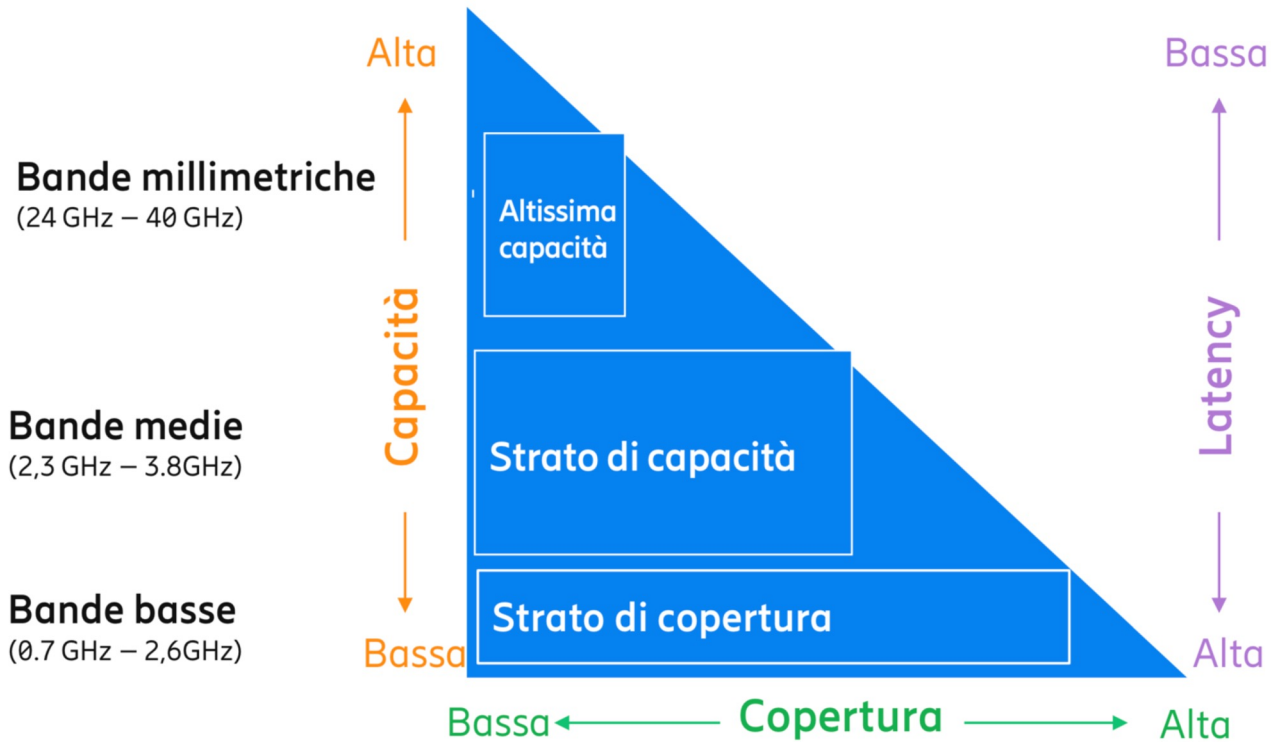 Alta
Bassa
Bande millimetriche
(24 GHz – 40 GHz)
Altissima
capacità
Capacità
Latency
Bande medie
(2,3 GHz – 3.8GHz)
Strato di capacità
Bande basse
(0.7 GHz – 2,6GHz)
Strato di copertura
Bassa
Alta
Bassa
Copertura
Alta